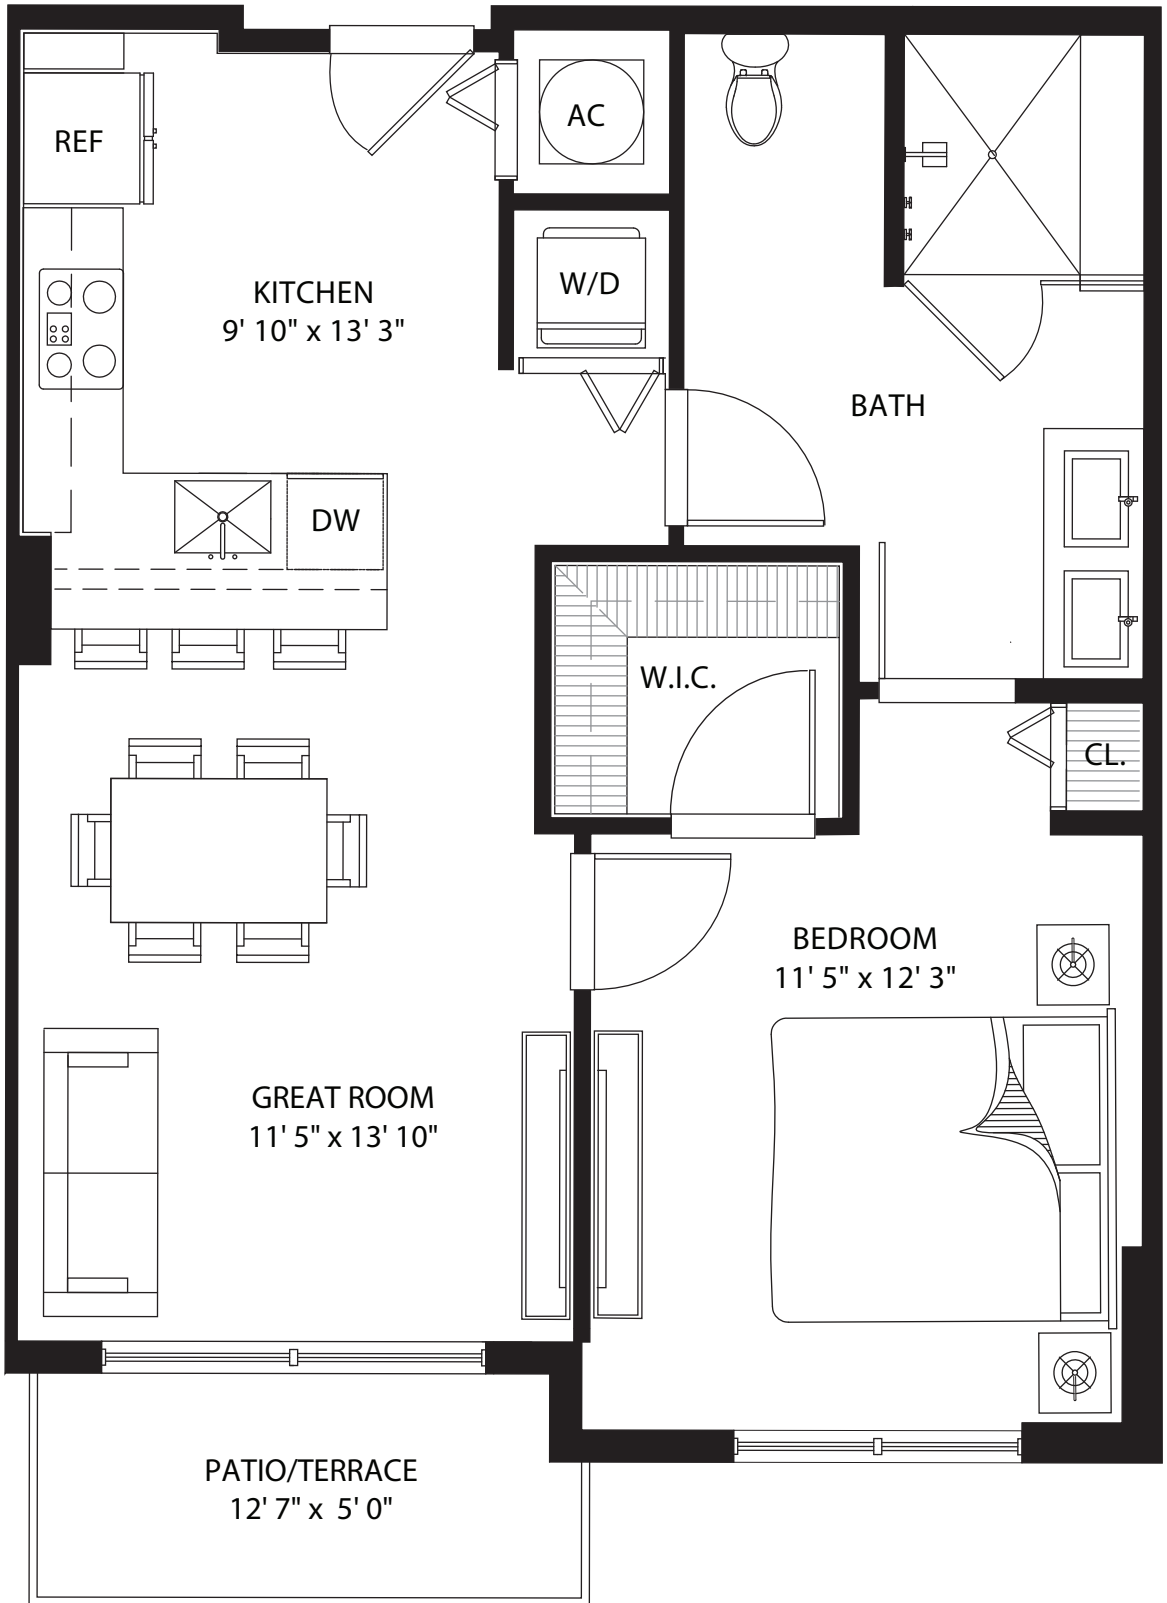 AC
REF
W/D
KITCHEN
9' 10" x 13' 3"
BATH
DW
W.I.C.
CL.
BEDROOM
11' 5" x 12' 3"
GREAT ROOM
11' 5" x 13' 10"
PATIO/TERRACE
12' 7" x 5' 0"